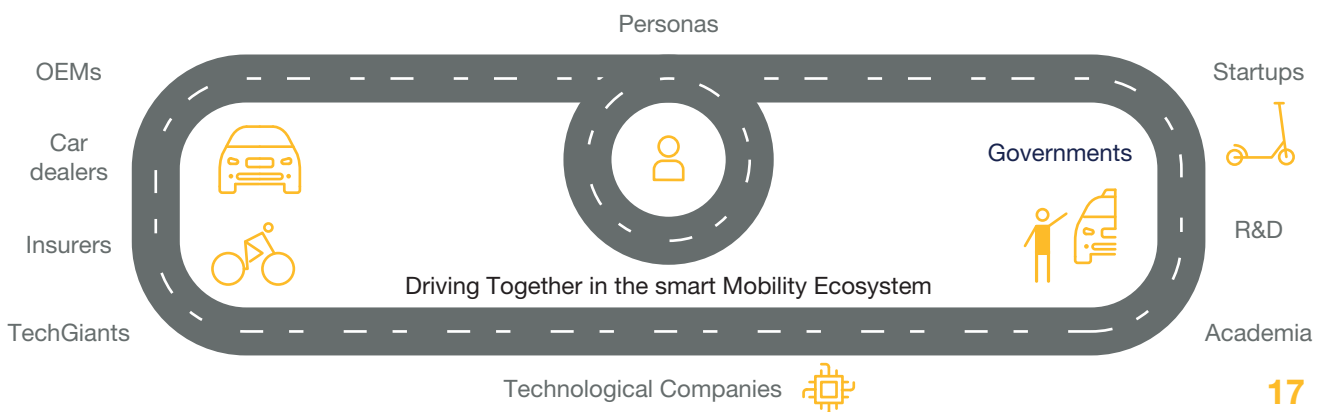 Personas
OEMs
Startups
Car
dealers
Governments
Insurers
R&D
Driving Together in the smart Mobility Ecosystem
TechGiants
Academia
Technological Companies
17